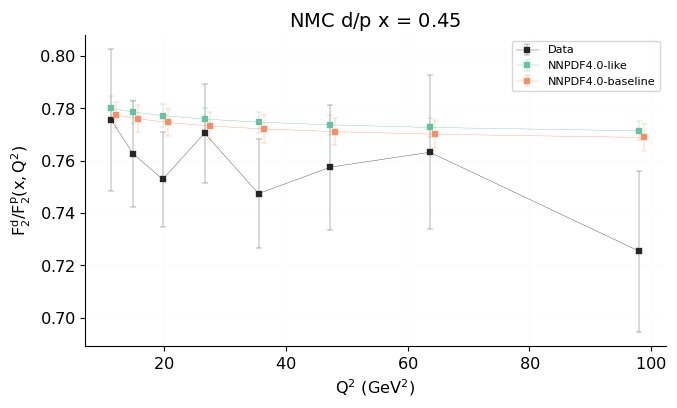 NMC d/p x = 0.45
F₂ᵈ/F₂ᵖ(x, Q²)
0.80
0.78
0.76
0.74
0.72
0.70
Data
NNPDF4.0-like
NNPDF4.0-baseline
20
40
60
80
100
Q² (GeV²)